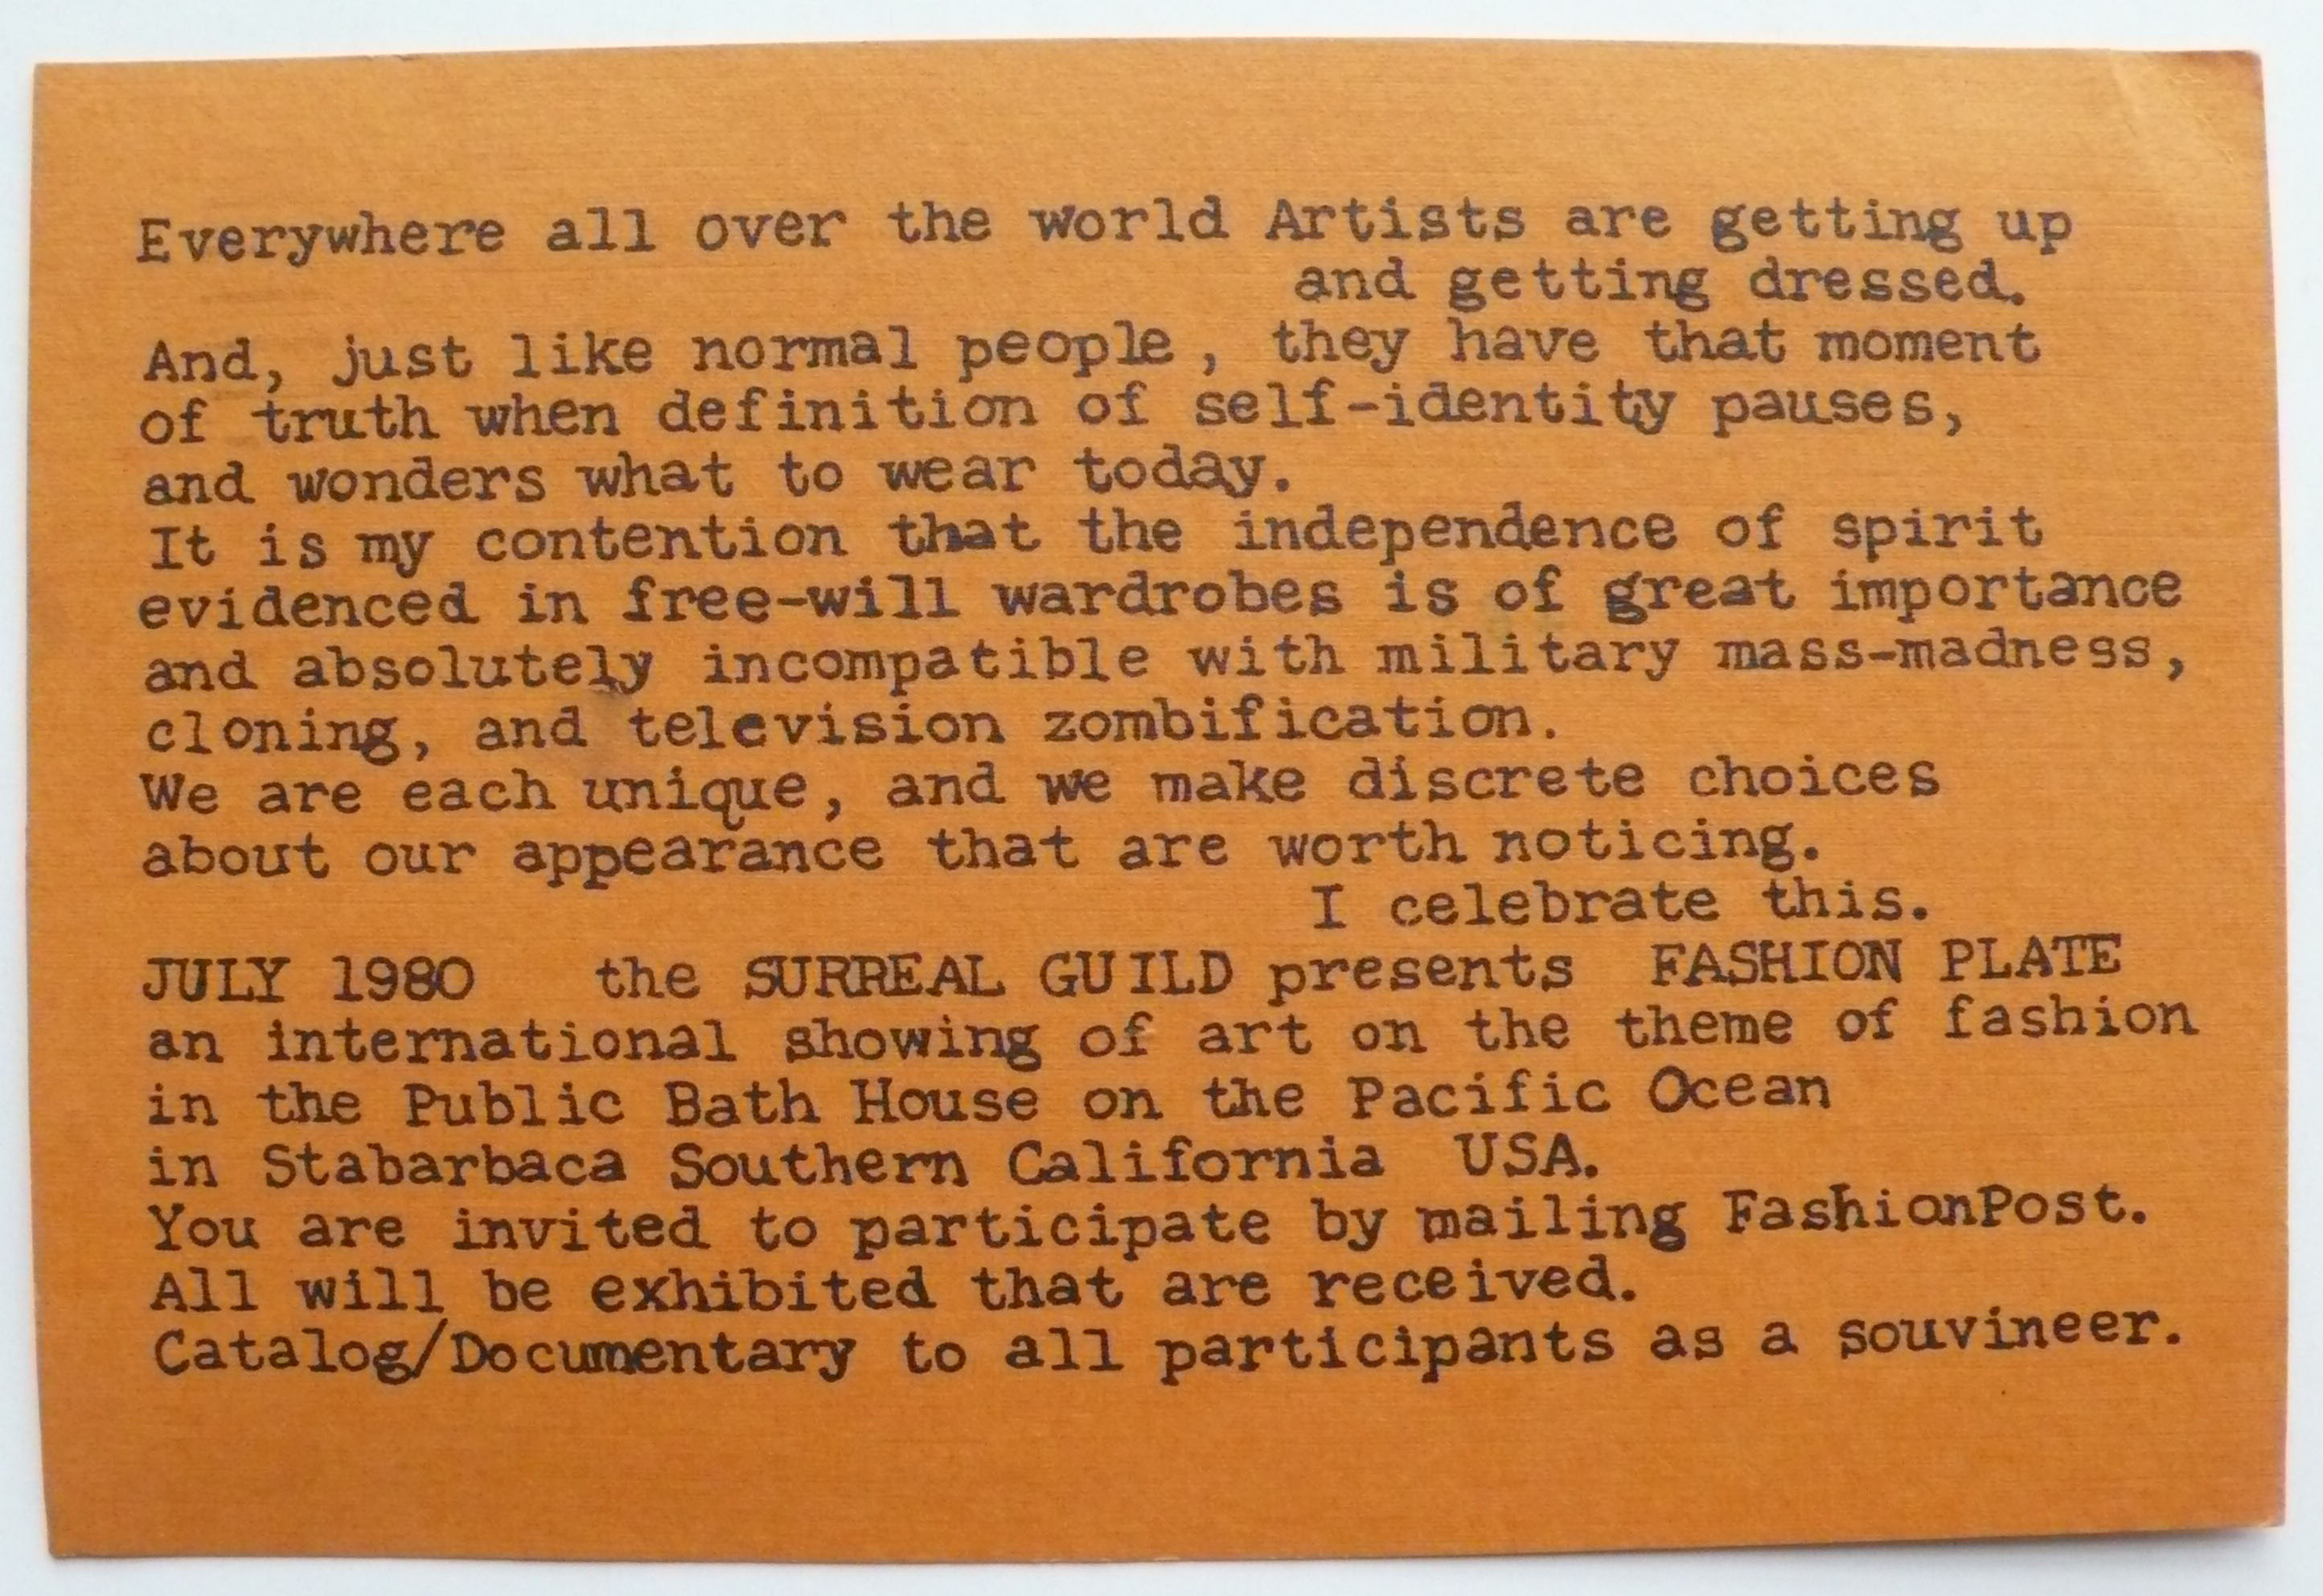 Everywhere all over the world Artists are getting up
and getting dressed.
And, just like normal people, they have that moment
of truth when definition of self-identity pauses,
and wonders what to wear today.
It is my contention that the independence of spirit
evidenced in free-will wardrobes is of great importance
and absolutely incompatible with military mass-madness,
cloning, and television zombification.
We are each unique, and we make discrete choices
about our appearance that are worth noticing.
I celebrate this.
JULY 1980 the SURREAL GUILD presents FASHION PLATE
an international showing of art on the theme of fashion
in the Public Bath House on the Pacific Ocean
in Stabarbaca Southern California USA.
You are invited to participate by mailing FashionPost.
All will be exhibited that are received.
Catalog/Documentary to all participants as a souvineer.